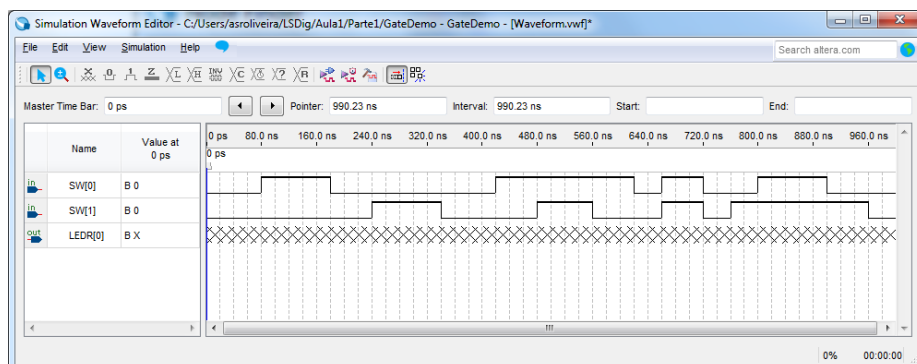 Simulation Waveform Editor - C:/Users/asroliveira/LSDig/Aula1/Parte1/GateDemo - GateDemo - [Waveform.vwf]*
File Edit View Simulation Help
Search altera.com
Master Time Bar: 0 ps Pointer: 990.23 ns Interval: 990.23 ns Start: End:
Name Value at 0 ps
0 ps 80.0 ns 160.0 ns 240.0 ns 320.0 ns 400.0 ns 480.0 ns 560.0 ns 640.0 ns 720.0 ns 800.0 ns 880.0 ns 960.0 ns
0 ps
in SW[0] B 0
in SW[1] B 0
out LEDR[0] B X
0% 00:00:00